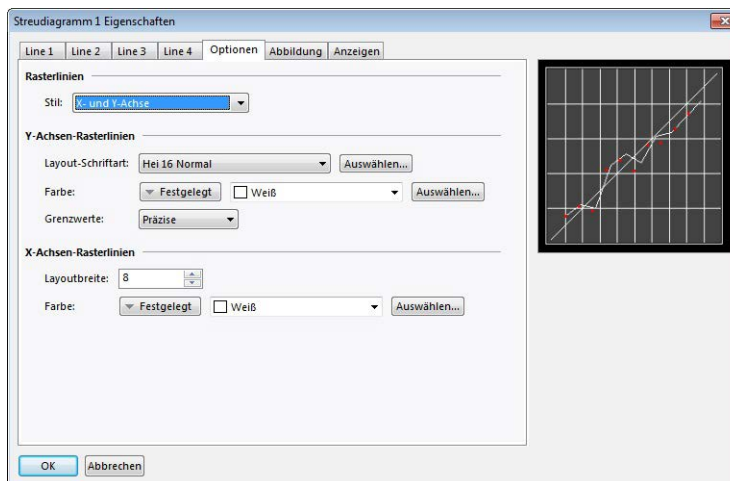 Streudiagramm 1 Eigenschaften
Line 1 Line 2 Line 3 Line 4 Optionen Abbildung Anzeigen
Rasterlinien
Stil: X- und Y-Achse
Y-Achsen-Rasterlinien
Layout-Schriftart: Hei 16 Normal Auswählen...
Farbe: Festgelegt Weiß Auswählen...
Grenzwerte: Präzise
X-Achsen-Rasterlinien
Layoutbreite: 8
Farbe: Festgelegt Weiß Auswählen...
OK Abbrechen